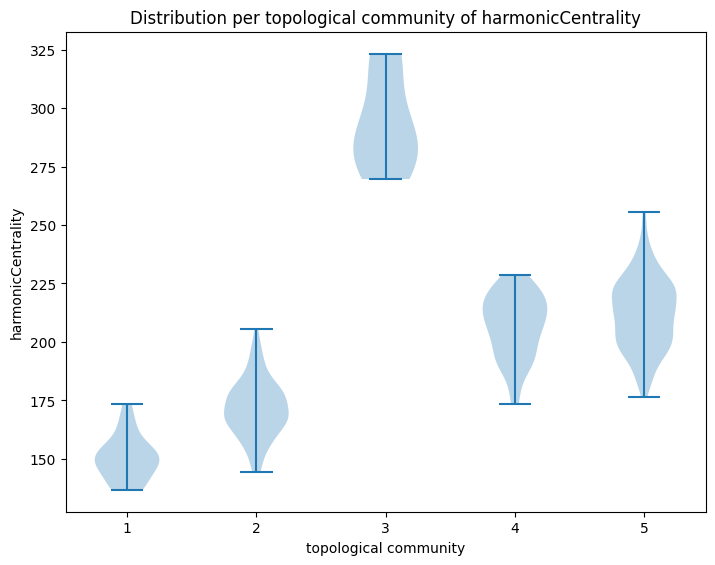 Distribution per topological community of harmonicCentrality
325
300
275
250
225
200
175
150
harmonicCentrality
1 2 3 4 5
topological community